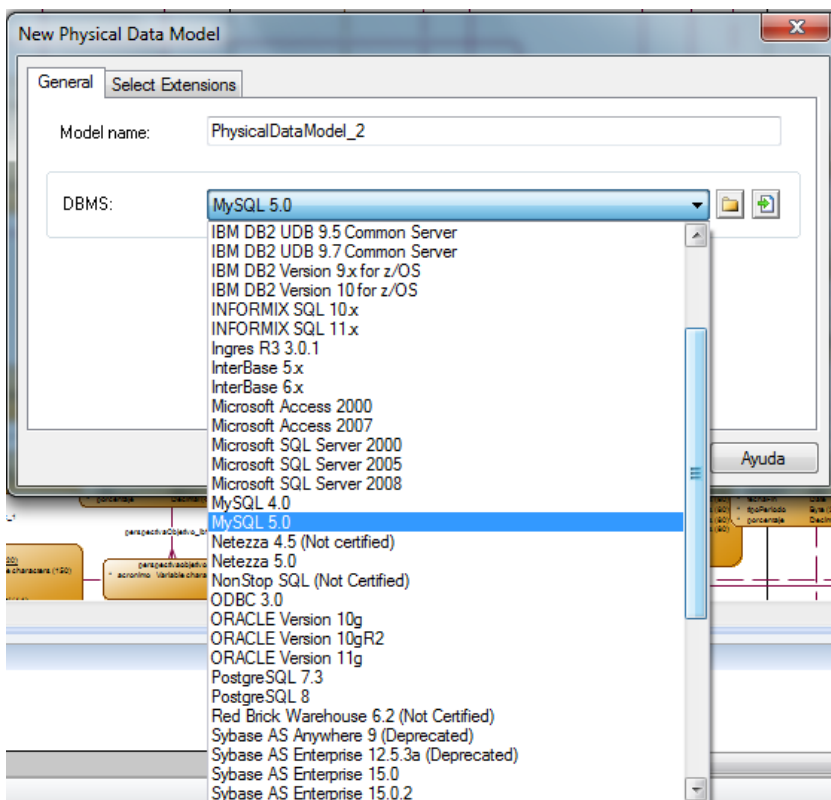 New Physical Data Model
General
Select Extensions
Model name:
PhysicalDataModel_2
DBMS:
MySQL 5.0
IBM DB2 UDB 9.5 Common Server
IBM DB2 UDB 9.7 Common Server
IBM DB2 Version 9.x for z/OS
IBM DB2 Version 10 for z/OS
INFORMIX SQL 10.x
INFORMIX SQL 11.x
Ingres R3 3.0.1
InterBase 5.x
InterBase 6.x
Microsoft Access 2000
Microsoft Access 2007
Microsoft SQL Server 2000
Microsoft SQL Server 2005
Microsoft SQL Server 2008
MySQL 4.0
MySQL 5.0
Netezza 4.5 (Not certified)
Netezza 5.0
NonStop SQL (Not Certified)
ODBC 3.0
ORACLE Version 10g
ORACLE Version 10gR2
ORACLE Version 11g
PostgreSQL 7.3
PostgreSQL 8
Red Brick Warehouse 6.2 (Not Certified)
Sybase AS Anywhere 9 (Deprecated)
Sybase AS Enterprise 12.5.3a (Deprecated)
Sybase AS Enterprise 15.0
Sybase AS Enterprise 15.0.2
Ayuda
porcentaje
tipoPeriodo
porcentaje
acronimo
characters (150)